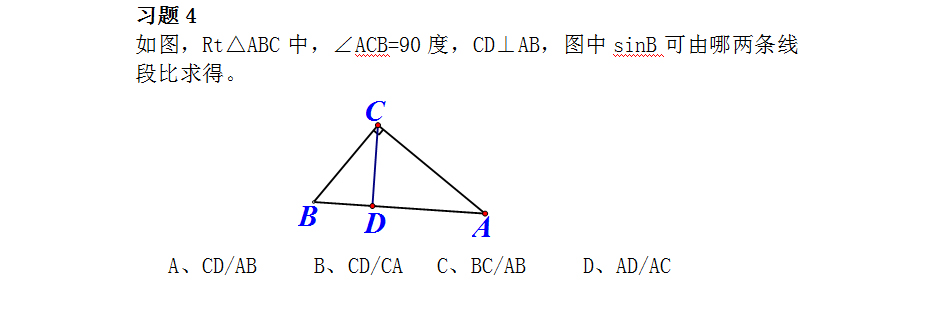 习题 4
如图，Rt△ABC 中，∠ACB=90 度，CD⊥AB，图中 sinB 可由哪两条线
段比求得。
C
B
D
A
A、CD/AB B、CD/CA C、BC/AB D、AD/AC